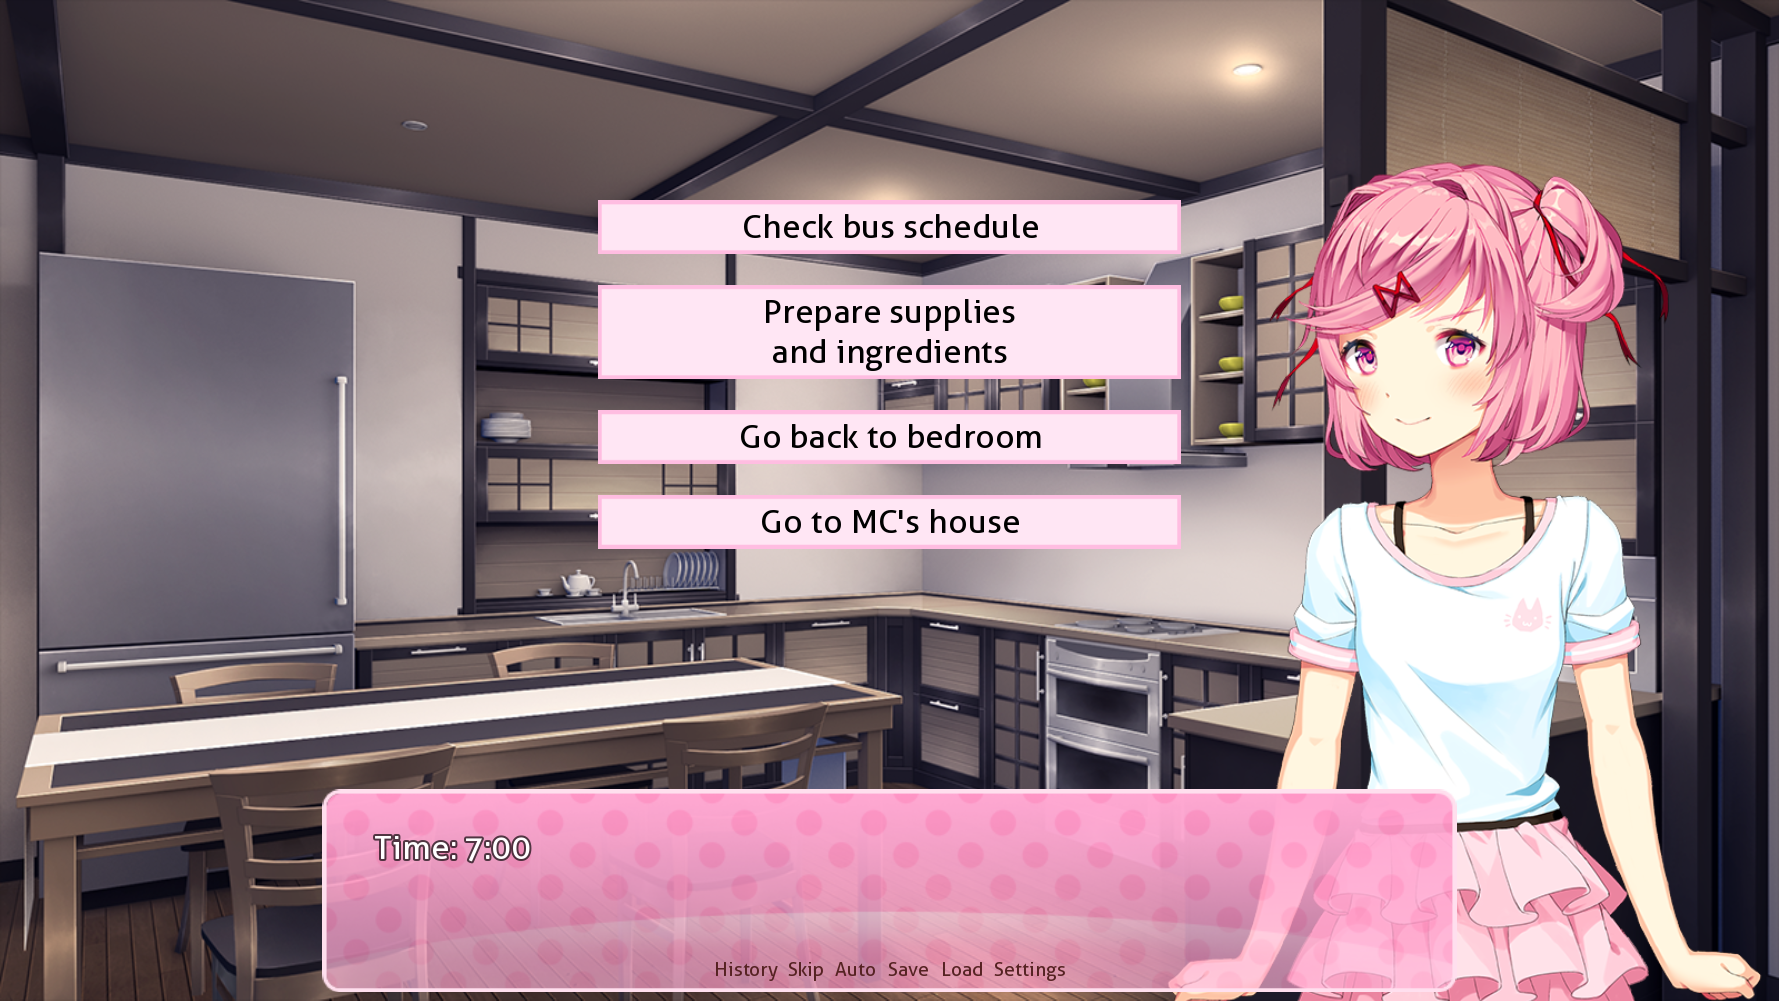 Check bus schedule
Prepare supplies
and ingredients
Go back to bedroom
Go to MC's house
Time: 7:00
History Skip Auto Save Load Settings